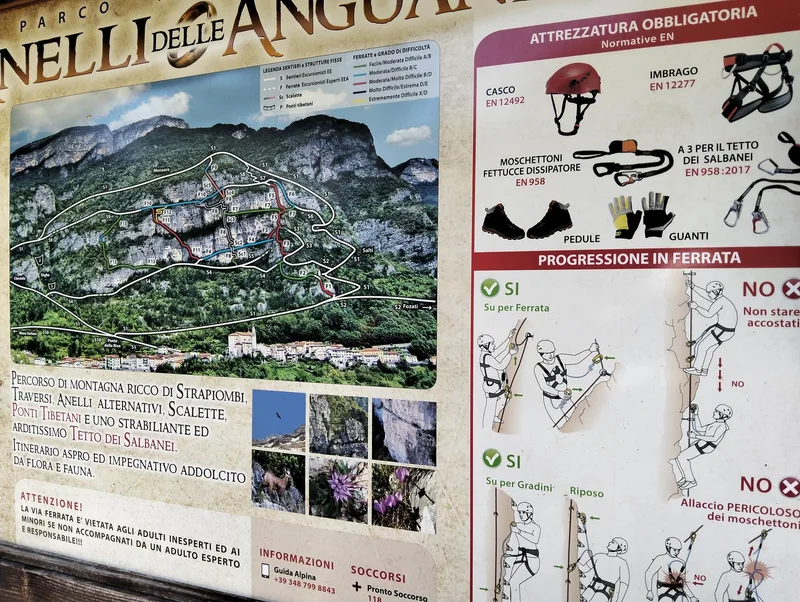 PARCO
NELLI DELLE ANGUANE
LEGENDA SENTIERI e STRUTTURE FISSE
S Sentieri Escursionisti EE
F Ferrate Escursionisti Esperti EEA
Sc Scalette
P Ponti tibetani
FERRATE e GRADO DI DIFFICOLTÀ
Facile/Moderata Difficile A/B
Moderata/Difficile B/C
Moderata/Molto Difficile B/D
Molto Difficile/Estrema D/E
Estremamente Difficile X/D
Salti
S2 Fozati
PERCORSO DI MONTAGNA RICCO DI STRAPIOMBI,
TRAVERSI, ANELLI ALTERNATIVI, SCALETTE,
PONTI TIBETANI E UNO STRABILIANTE ED
ARDITISSIMO TETTO DEI SALBANEI.
ITINERARIO ASPRO ED IMPEGNATIVO ADDOLCITO
DA FLORA E FAUNA.
ATTENZIONE!
LA VIA FERRATA E' VIETATA AGLI ADULTI INESPERTI ED AI
MINORI SE NON ACCOMPAGNATI DA UN ADULTO ESPERTO
E RESPONSABILE!!!
INFORMAZIONI
Guida Alpina
+39 348 799 8843
SOCCORSI
Pronto Soccorso
118
ATTREZZATURA OBBLIGATORIA
Normative EN
CASCO
EN 12492
IMBRAGO
EN 12277
MOSCHETTONI
FETTUCCE DISSIPATORE
EN 958
A 3 PER IL TETTO
DEI SALBANEI
EN 958:2017
PEDULE
GUANTI
PROGRESSIONE IN FERRATA
SI
Su per Ferrata
NO
Non stare
accostati
NO
SI
Su per Gradini
Riposo
NO
Allaccio PERICOLOSO
dei moschettoni
NO